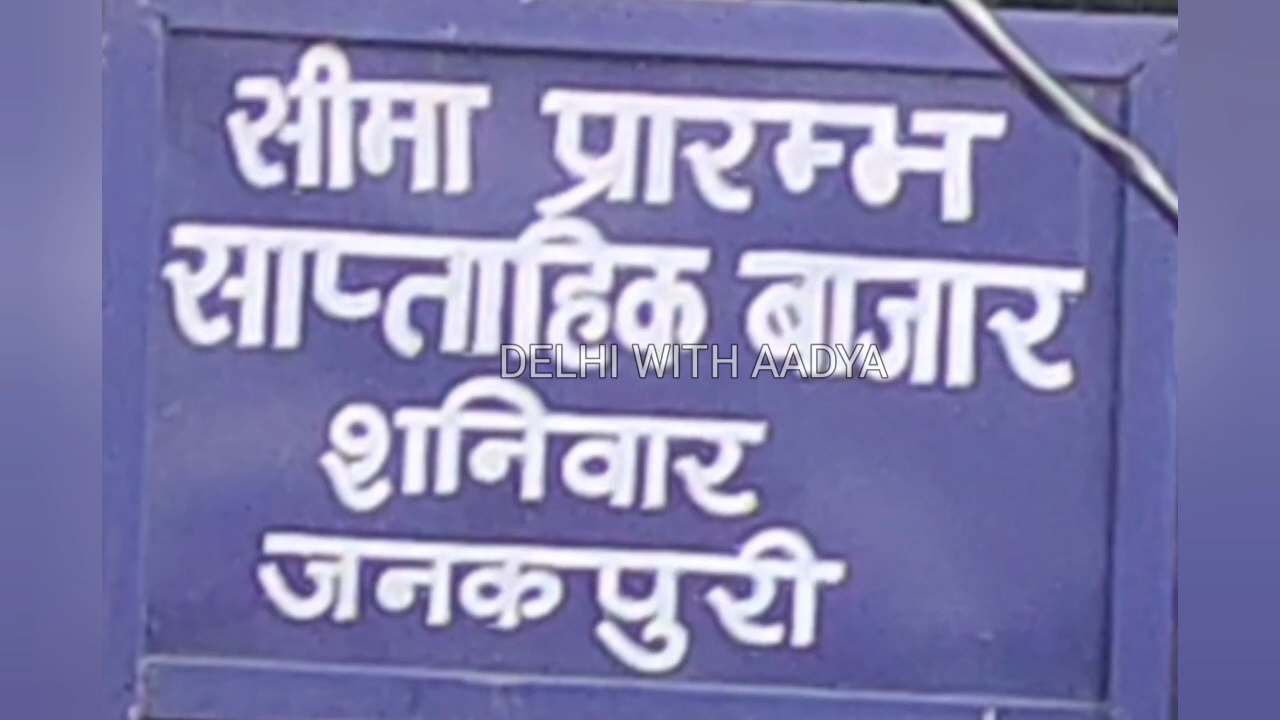 सीमा प्रारम्भ
साप्ताहिक बाजार
DELHI WITH AADYA
शनिवार
जनकपुरी